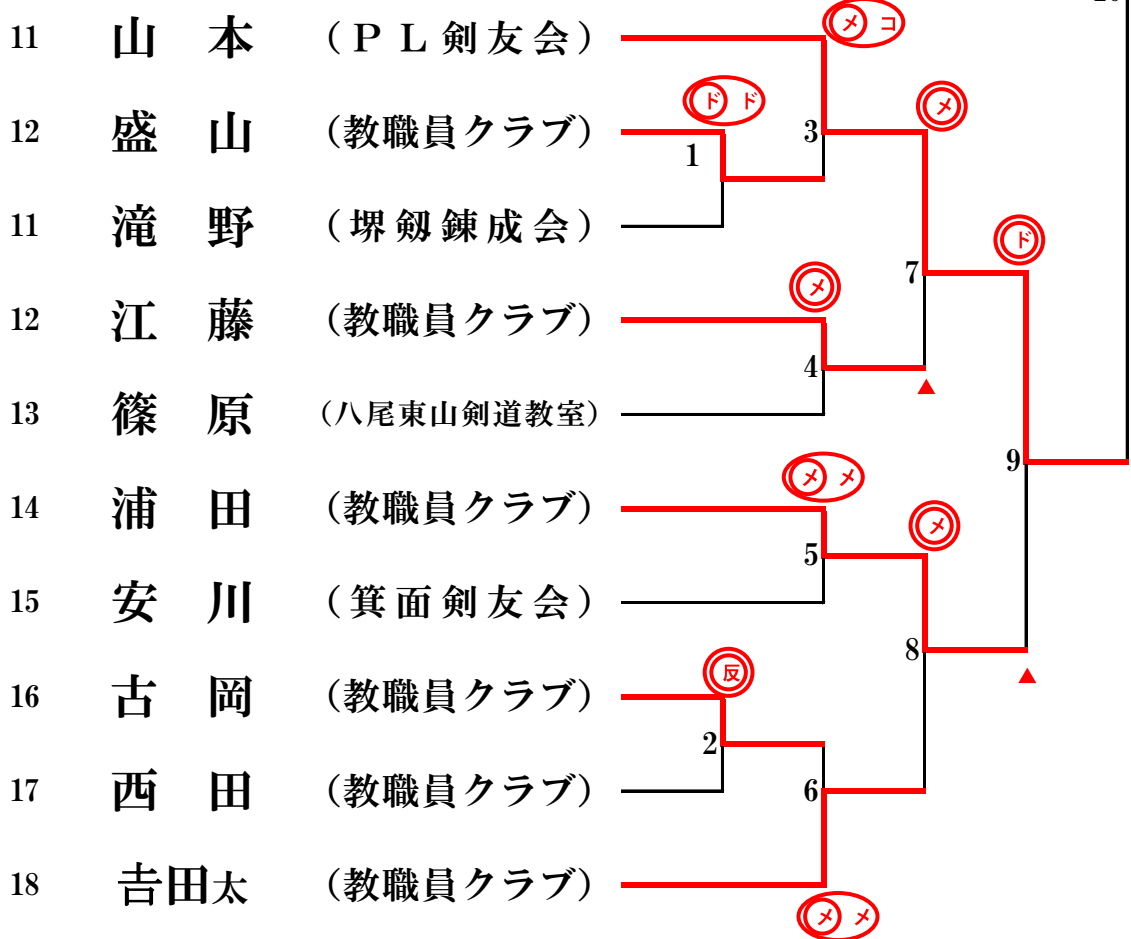 11 山本 （ＰＬ剣友会） メコ
12 盛山 （教職員クラブ） ドド 1 3 メ
11 滝野 （堺剱錬成会） 7 ド
12 江藤 （教職員クラブ） メ 4 ▲
13 篠原 （八尾東山剣道教室） 9
14 浦田 （教職員クラブ） メメ 5 メ
15 安川 （箕面剣友会） 8 ▲
16 古岡 （教職員クラブ） 反 2
17 西田 （教職員クラブ） 6
18 𠮷田太 （教職員クラブ） メメ